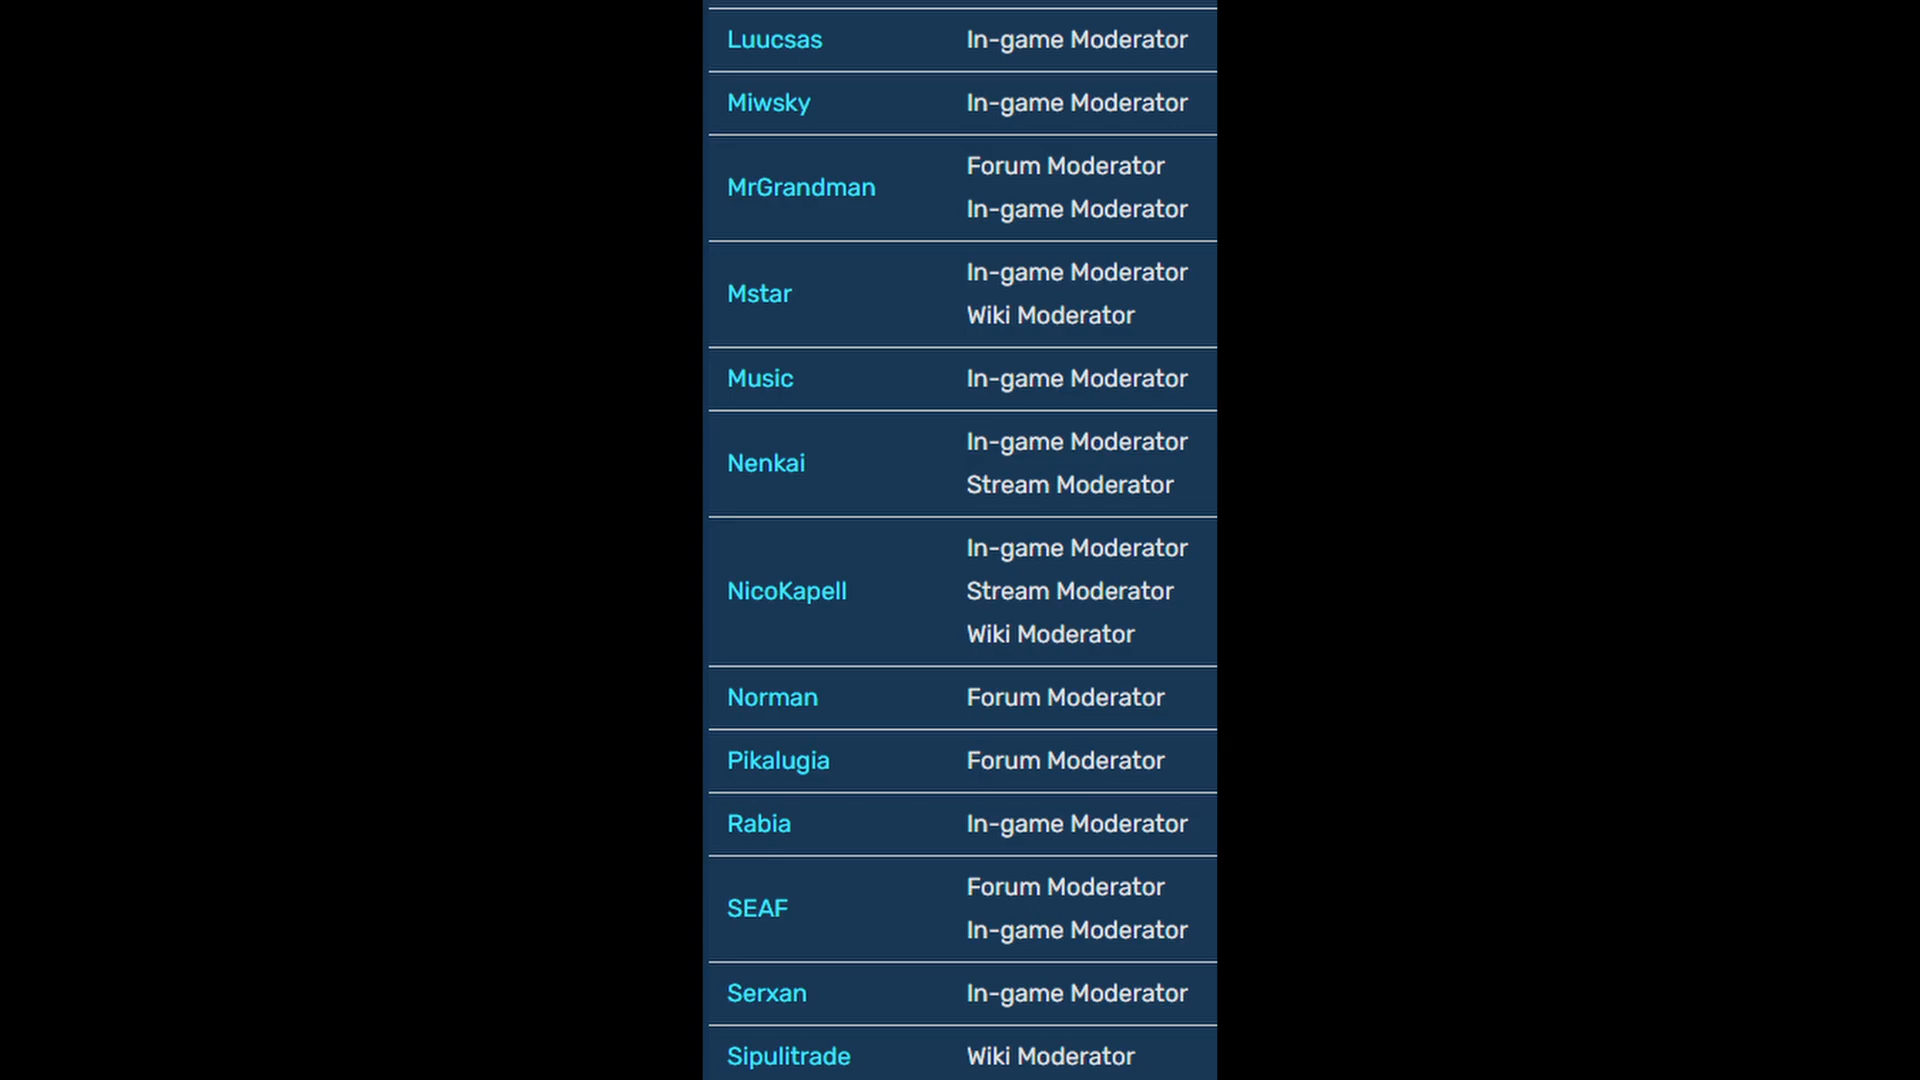 Luucsas In-game Moderator
Miwsky In-game Moderator
MrGrandman Forum Moderator
In-game Moderator
Mstar In-game Moderator
Wiki Moderator
Music In-game Moderator
Nenkai In-game Moderator
Stream Moderator
NicoKapell In-game Moderator
Stream Moderator
Wiki Moderator
Norman Forum Moderator
Pikalugia Forum Moderator
Rabia In-game Moderator
SEAF Forum Moderator
In-game Moderator
Serxan In-game Moderator
Sipulitrade Wiki Moderator